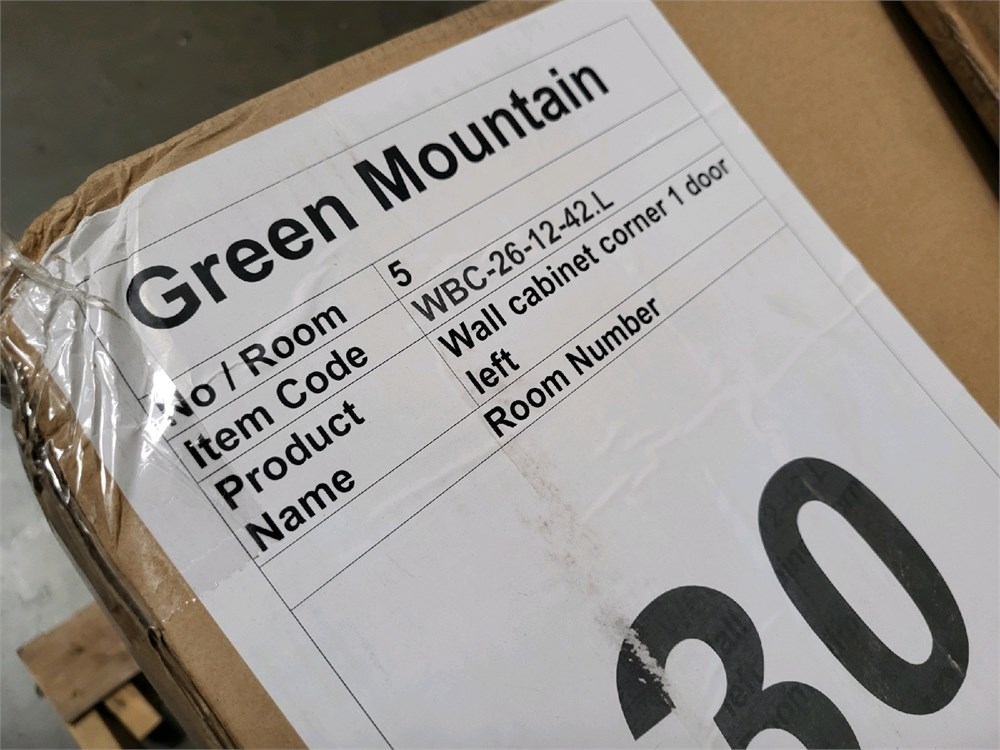 Green Mountain
No / Room 5
Item Code WBC-26-12-42.L
Product Wall cabinet corner 1 door
Name left
Room Number
30